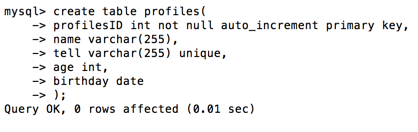 mysql> create table profiles(
    -> profilesID int not null auto_increment primary key,
    -> name varchar(255),
    -> tell varchar(255) unique,
    -> age int,
    -> birthday date
    -> );
Query OK, 0 rows affected (0.01 sec)